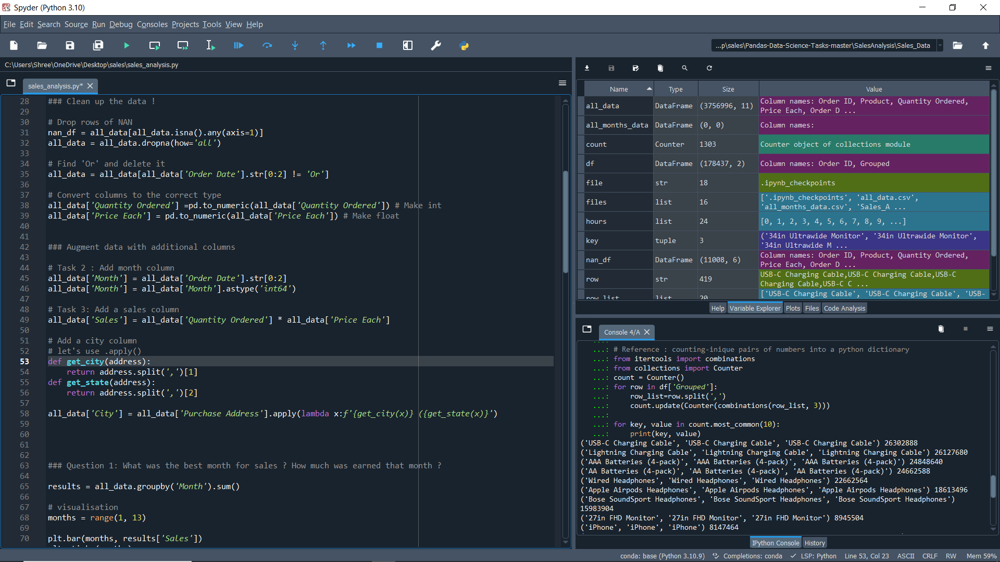 Spyder (Python 3.10)
File Edit Search Source Run Debug Consoles Projects Tools View Help
...p\sales\Pandas-Data-Science-Tasks-master\SalesAnalysis\Sales_Data
C:\Users\Shree\OneDrive\Desktop\sales\sales_analysis.py
sales_analysis.py*
28 ### Clean up the data !
29
30 # Drop rows of NAN
31 nan_df = all_data[all_data.isna().any(axis=1)]
32 all_data = all_data.dropna(how='all')
33
34 # Find 'Or' and delete it
35 all_data = all_data[all_data['Order Date'].str[0:2] != 'Or']
36
37 # Convert columns to the correct type
38 all_data['Quantity Ordered'] =pd.to_numeric(all_data['Quantity Ordered']) # Make int
39 all_data['Price Each'] = pd.to_numeric(all_data['Price Each']) # Make float
40
41
42 ### Augment data with additional columns
43
44 # Task 2 : Add month column
45 all_data['Month'] = all_data['Order Date'].str[0:2]
46 all_data['Month'] = all_data['Month'].astype('int64')
47
48 # Task 3: Add a sales column
49 all_data['Sales'] = all_data['Quantity Ordered'] * all_data['Price Each']
50
51 # Add a city column
52 # let's use .apply()
53 def get_city(address):
54     return address.split(',')[1]
55 def get_state(address):
56     return address.split(',')[2]
57
58 all_data['City'] = all_data['Purchase Address'].apply(lambda x:f'{get_city(x)} ({get_state(x)}')
59
60
61
62
63 ### Question 1: What was the best month for sales ? How much was earned that month ?
64
65 results = all_data.groupby('Month').sum()
66
67 # visualisation
68 months = range(1, 13)
69
70 plt.bar(months, results['Sales'])
Name Type Size Value
all_data DataFrame (3756996, 11) Column names: Order ID, Product, Quantity Ordered,
Price Each, Order D ...
all_months_data DataFrame (0, 0) Column names:
count Counter 1303 Counter object of collections module
df DataFrame (178437, 2) Column names: Order ID, Grouped
file str 18 .ipynb_checkpoints
files list 16 ['.ipynb_checkpoints', 'all_data.csv',
'all_months_data.csv', 'Sales_A ...
hours list 24 [0, 1, 2, 3, 4, 5, 6, 7, 8, 9, ...]
key tuple 3 ('34in Ultrawide Monitor', '34in Ultrawide Monitor',
'34in Ultrawide M ...
nan_df DataFrame (11008, 6) Column names: Order ID, Product, Quantity Ordered,
Price Each, Order D ...
row str 419 USB-C Charging Cable,USB-C Charging Cable,USB-C
Charging Cable,USB-C C ...
row_list list 20 ['USB-C Charging Cable', 'USB-C Charging Cable', 'USB-
Help Variable Explorer Plots Files Code Analysis
Console 4/A
...: # Reference : counting-inique pairs of numbers into a python dictionary
...: from itertools import combinations
...: from collections import Counter
...: count = Counter()
...: for row in df['Grouped']:
...:     row_list=row.split(',')
...:     count.update(Counter(combinations(row_list, 3)))
...:
...: for key, value in count.most_common(10):
...:     print(key, value)
('USB-C Charging Cable', 'USB-C Charging Cable', 'USB-C Charging Cable') 26302888
('Lightning Charging Cable', 'Lightning Charging Cable', 'Lightning Charging Cable') 26127680
('AAA Batteries (4-pack)', 'AAA Batteries (4-pack)', 'AAA Batteries (4-pack)') 24848640
('AA Batteries (4-pack)', 'AA Batteries (4-pack)', 'AA Batteries (4-pack)') 24662588
('Wired Headphones', 'Wired Headphones', 'Wired Headphones') 22662564
('Apple Airpods Headphones', 'Apple Airpods Headphones', 'Apple Airpods Headphones') 18613496
('Bose SoundSport Headphones', 'Bose SoundSport Headphones', 'Bose SoundSport Headphones')
15983904
('27in FHD Monitor', '27in FHD Monitor', '27in FHD Monitor') 8945504
('iPhone', 'iPhone', 'iPhone') 8147464
IPython Console History
conda: base (Python 3.10.9) Completions: conda LSP: Python Line 53, Col 23 ASCII CRLF RW Mem 59%